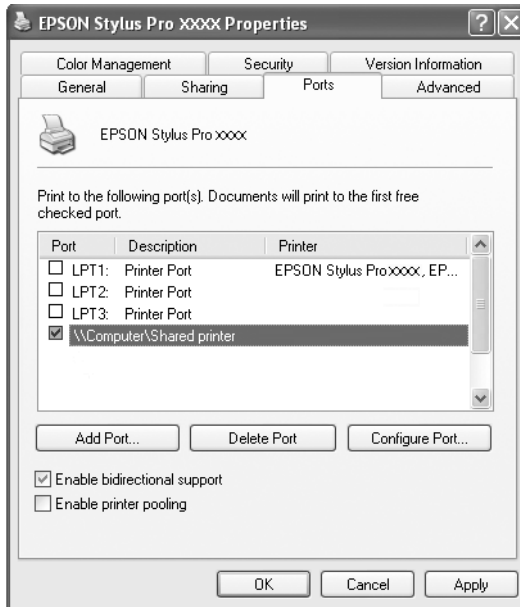 EPSON Stylus Pro XXXX Properties
Color Management Security Version Information
General Sharing Ports Advanced
EPSON Stylus Pro xxxx
Print to the following port(s). Documents will print to the first free
checked port.
Port Description Printer
LPT1: Printer Port EPSON Stylus Proxxxx, EP...
LPT2: Printer Port
LPT3: Printer Port
\\Computer\Shared printer
Add Port... Delete Port Configure Port...
Enable bidirectional support
Enable printer pooling
OK Cancel Apply